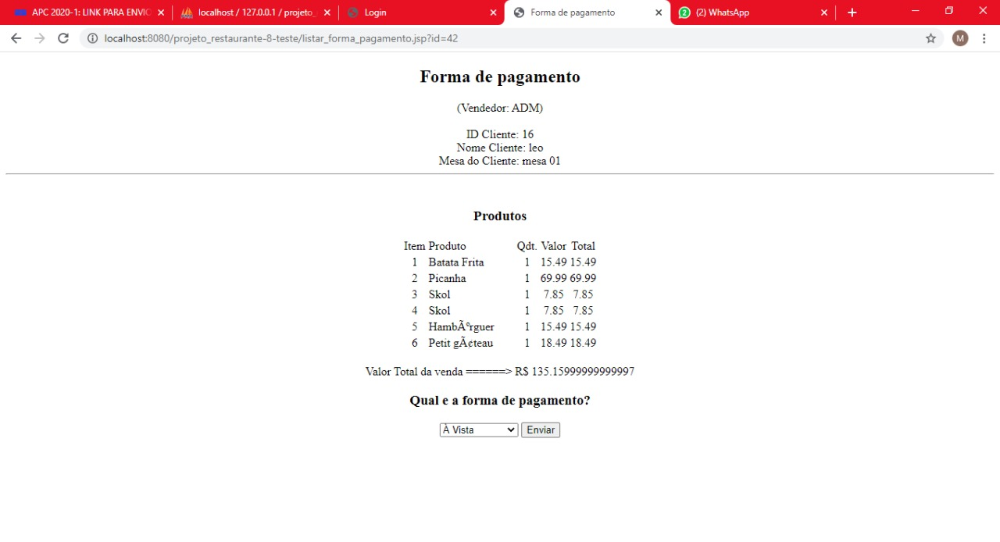 APC 2020-1: LINK PARA ENVIO
localhost / 127.0.0.1 / projeto_
Login
Forma de pagamento
(2) WhatsApp
localhost:8080/projeto_restaurante-8-teste/listar_forma_pagamento.jsp?id=42
M
Forma de pagamento
(Vendedor: ADM)
ID Cliente: 16
Nome Cliente: leo
Mesa do Cliente: mesa 01
Produtos
Item Produto Qdt. Valor Total
1 Batata Frita 1 15.49 15.49
2 Picanha 1 69.99 69.99
3 Skol 1 7.85 7.85
4 Skol 1 7.85 7.85
5 HambÃºrguer 1 15.49 15.49
6 Petit gÃ¢teau 1 18.49 18.49
Valor Total da venda ======> R$ 135.15999999999997
Qual e a forma de pagamento?
À Vista Enviar